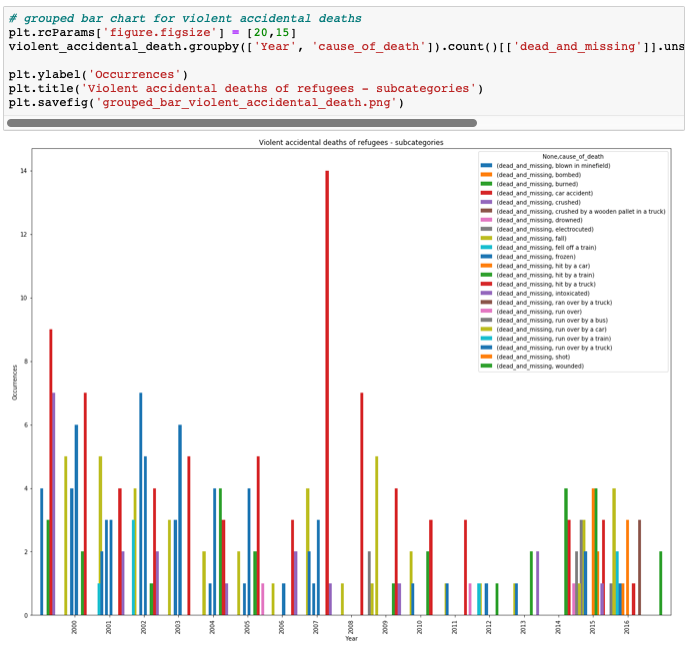 # grouped bar chart for violent accidental deaths
plt.rcParams['figure.figsize'] = [20,15]
violent_accidental_death.groupby(['Year', 'cause_of_death']).count()[['dead_and_missing']].uns
plt.ylabel('Occurrences')
plt.title('Violent accidental deaths of refugees - subcategories')
plt.savefig('grouped_bar_violent_accidental_death.png')
Violent accidental deaths of refugees - subcategories
None,cause_of_death
(dead_and_missing, blown in minefield)
(dead_and_missing, bombed)
(dead_and_missing, burned)
(dead_and_missing, car accident)
(dead_and_missing, crushed)
(dead_and_missing, crushed by a wooden pallet in a truck)
(dead_and_missing, drowned)
(dead_and_missing, electrocuted)
(dead_and_missing, fall)
(dead_and_missing, fell off a train)
(dead_and_missing, frozen)
(dead_and_missing, hit by a car)
(dead_and_missing, hit by a train)
(dead_and_missing, hit by a truck)
(dead_and_missing, intoxicated)
(dead_and_missing, ran over by a truck)
(dead_and_missing, run over)
(dead_and_missing, run over by a bus)
(dead_and_missing, run over by a car)
(dead_and_missing, run over by a train)
(dead_and_missing, run over by a truck)
(dead_and_missing, shot)
(dead_and_missing, wounded)
14
12
10
8
6
4
2
0
Occurrences
2000
2001
2002
2003
2004
2005
2006
2007
2008
2009
2010
2011
2012
2013
2014
2015
2016
Year